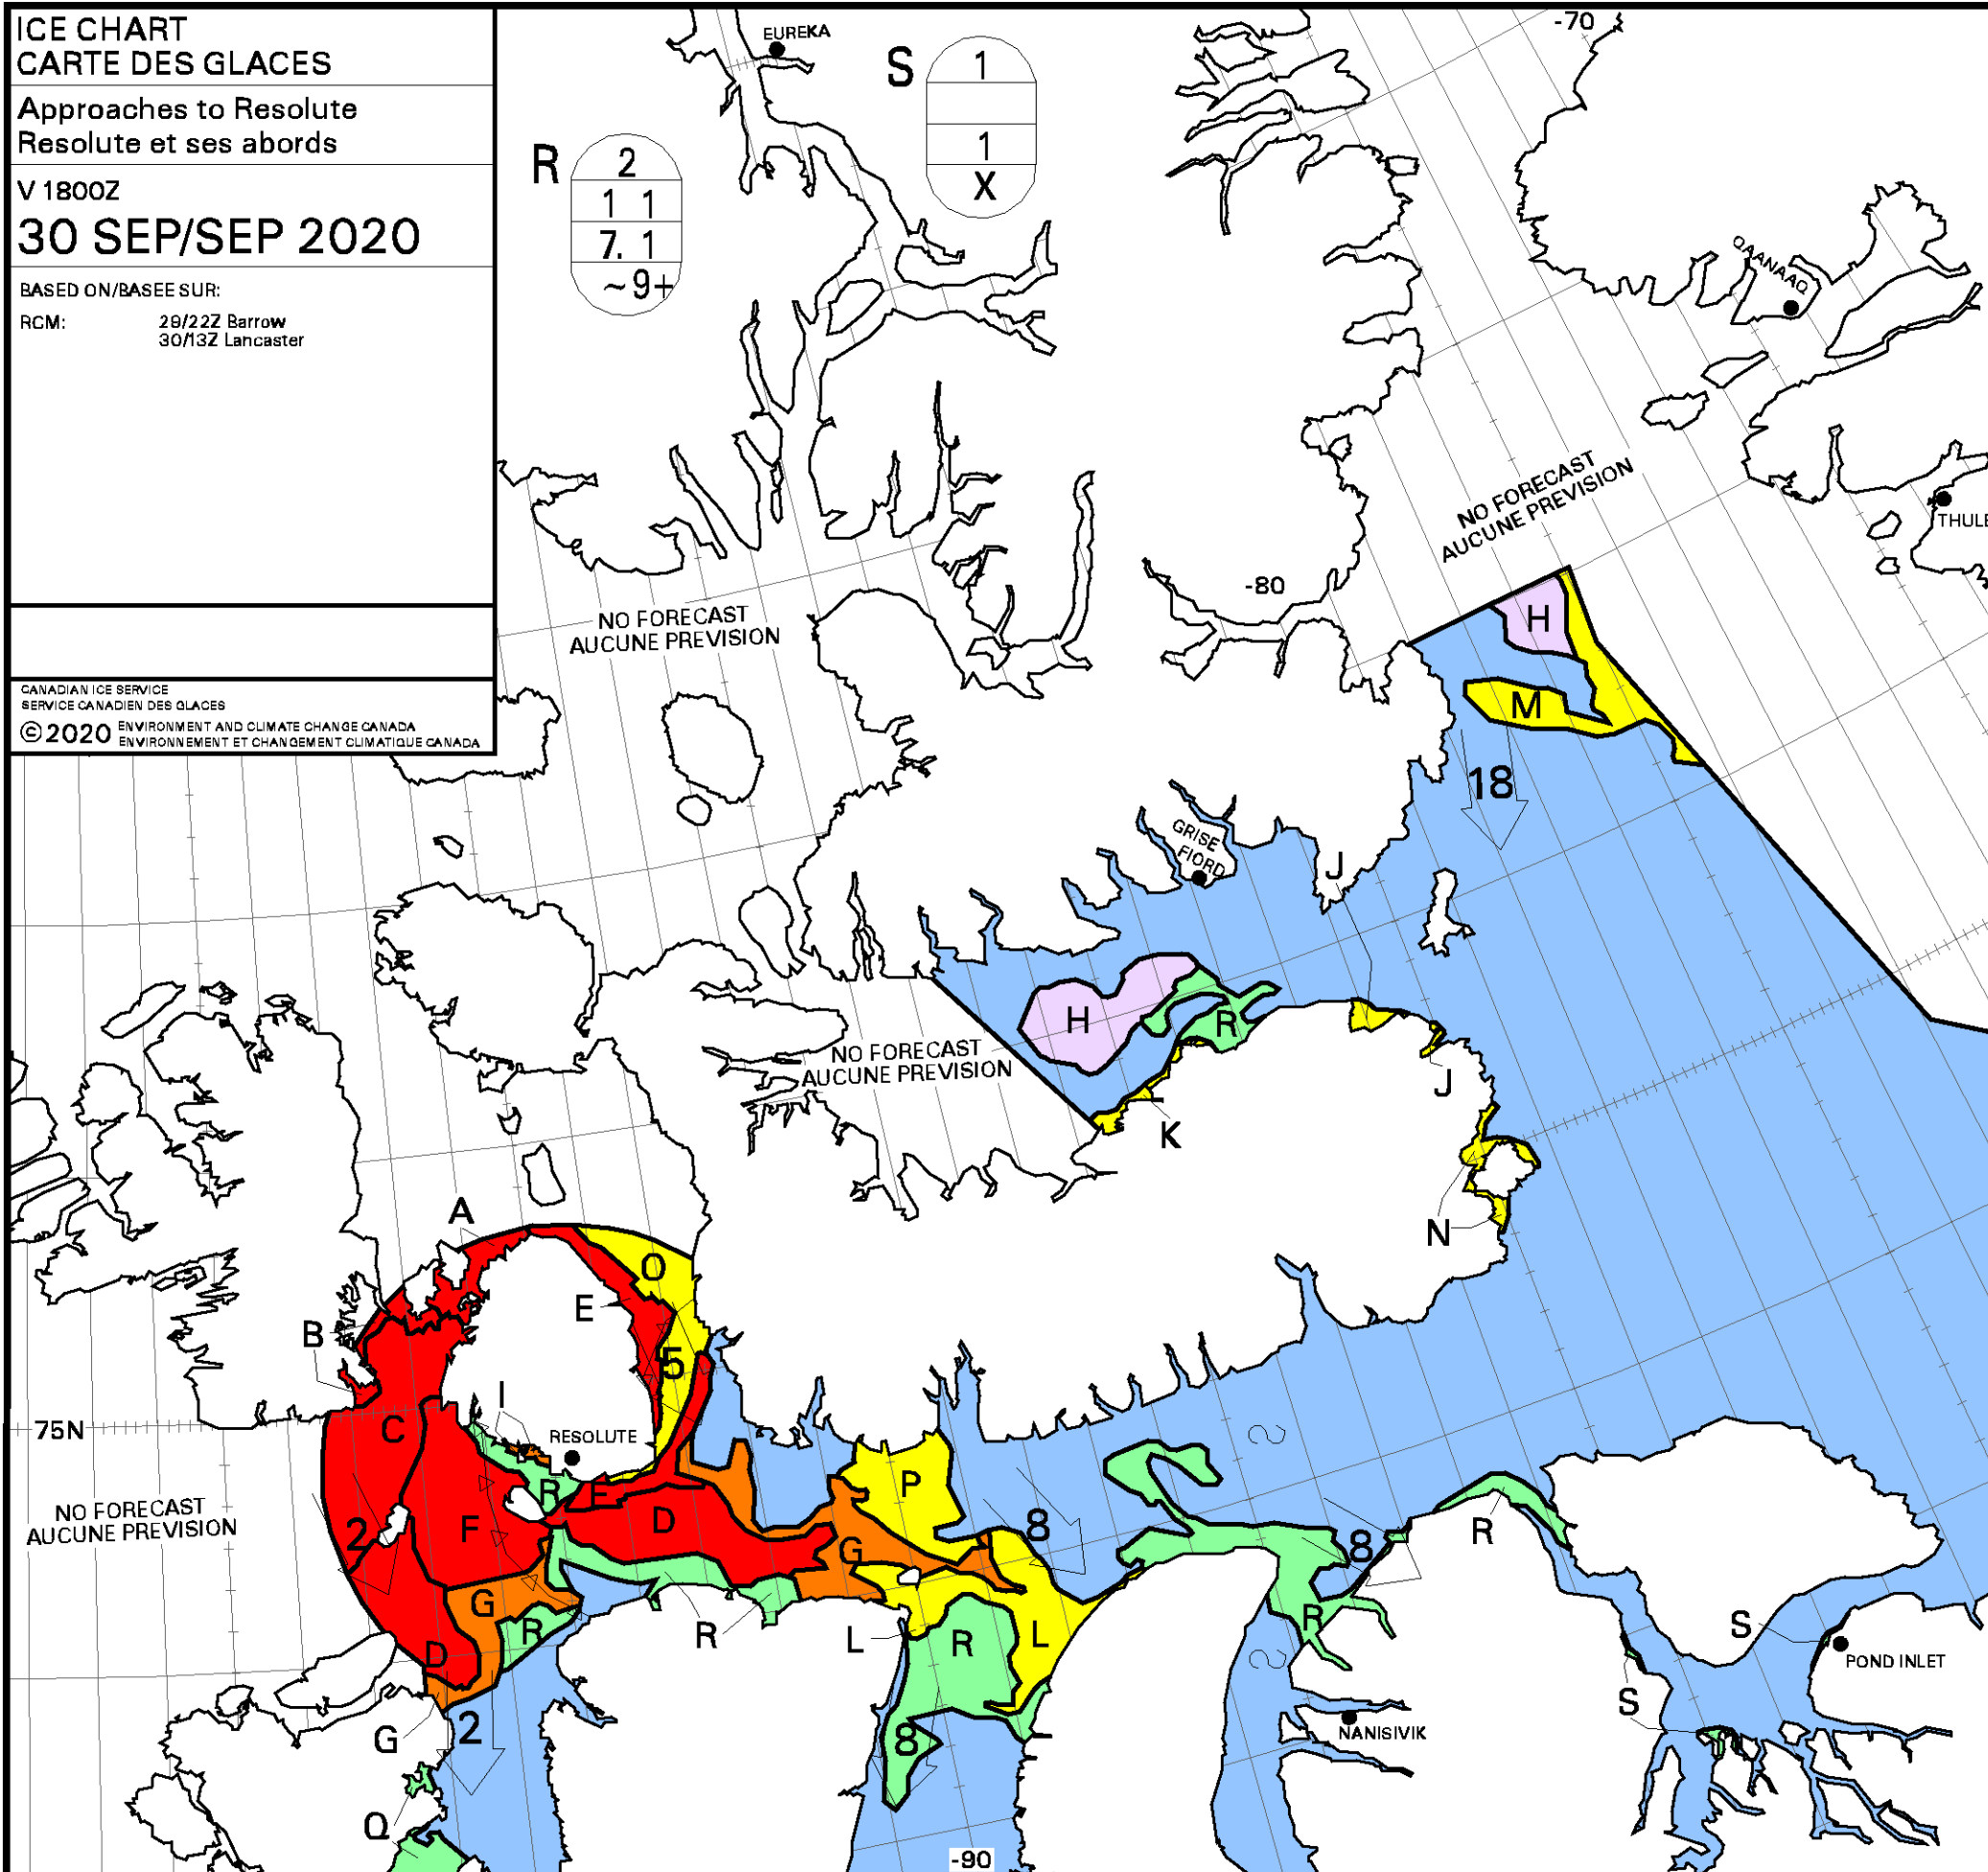 ICE CHART
CARTE DES GLACES
Approaches to Resolute
Resolute et ses abords
V 1800Z
30 SEP/SEP 2020
BASED ON/BASEE SUR:
RCM: 29/22Z Barrow
30/13Z Lancaster
CANADIAN ICE SERVICE
SERVICE CANADIEN DES GLACES
©2020 ENVIRONMENT AND CLIMATE CHANGE CANADA
ENVIRONNEMENT ET CHANGEMENT CLIMATIQUE CANADA
EUREKA
R
2
1 1
7. 1
~9+
S
1
1
X
-70
QAANAAQ
THULE
NO FORECAST
AUCUNE PREVISION
-80
NO FORECAST
AUCUNE PREVISION
H
M
18
GRISE
FIORD
J
H
R
NO FORECAST
AUCUNE PREVISION
J
K
N
A
O
E
B
5
I
C
75N
RESOLUTE
NO FORECAST
AUCUNE PREVISION
R
E
D
P
2
F
G
8
8
R
G
R
R
L
R
L
R
D
S
POND INLET
S
G
2
8
NANISIVIK
Q
-90